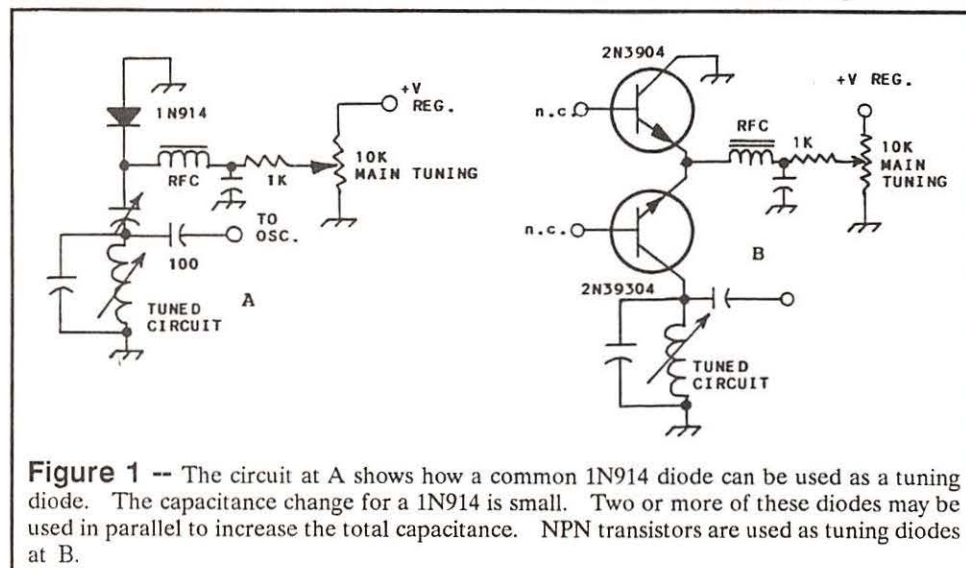 2N3904
+V
REG.
1N914
+V REG.
n.c.
RFC
1K
10K
MAIN TUNING
RFC
1K
10K
MAIN
TUNING
TO
OSC.
100
n.c.
B
A
2N39304
TUNED
CIRCUIT
TUNED
CIRCUIT
Figure 1 -- The circuit at A shows how a common 1N914 diode can be used as a tuning
diode. The capacitance change for a 1N914 is small. Two or more of these diodes may be
used in parallel to increase the total capacitance. NPN transistors are used as tuning diodes
at B.